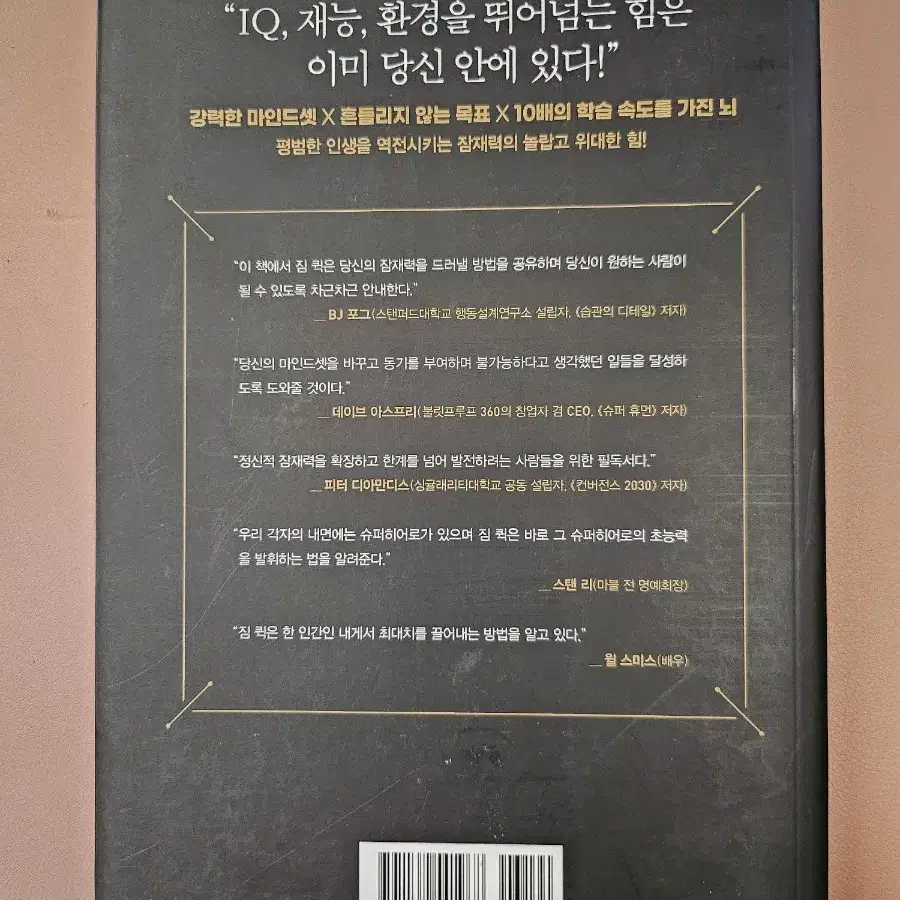 “IQ, 재능, 환경을 뛰어넘는 힘은
이미 당신 안에 있다!”
강력한 마인드셋 X 흔들리지 않는 목표 X 10배의 학습 속도를 가진 뇌
평범한 인생을 역전시키는 잠재력의 놀랍고 위대한 힘!
“이 책에서 짐 퀵은 당신의 잠재력을 드러낼 방법을 공유하며 당신이 원하는 사람이
될 수 있도록 차근차근 안내한다.”
__ BJ 포그(스탠퍼드대학교 행동설계연구소 설립자, 《습관의 디테일》 저자)
“당신의 마인드셋을 바꾸고 동기를 부여하며 불가능하다고 생각했던 일들을 달성하
도록 도와줄 것이다.”
__ 데이브 아스프리(불릿프루프 360의 창업자 겸 CEO, 《슈퍼 휴먼》 저자)
“정신적 잠재력을 확장하고 한계를 넘어 발전하려는 사람들을 위한 필독서다.”
__ 피터 디아만디스(싱귤래리티대학교 공동 설립자, 《컨버전스 2030》 저자)
“우리 각자의 내면에는 슈퍼히어로가 있으며 짐 퀵은 바로 그 슈퍼히어로의 초능력
을 발휘하는 법을 알려준다.”
__ 스탠 리(마블 전 명예회장)
“짐 퀵은 한 인간인 내게서 최대치를 끌어내는 방법을 알고 있다.”
__ 윌 스미스(배우)